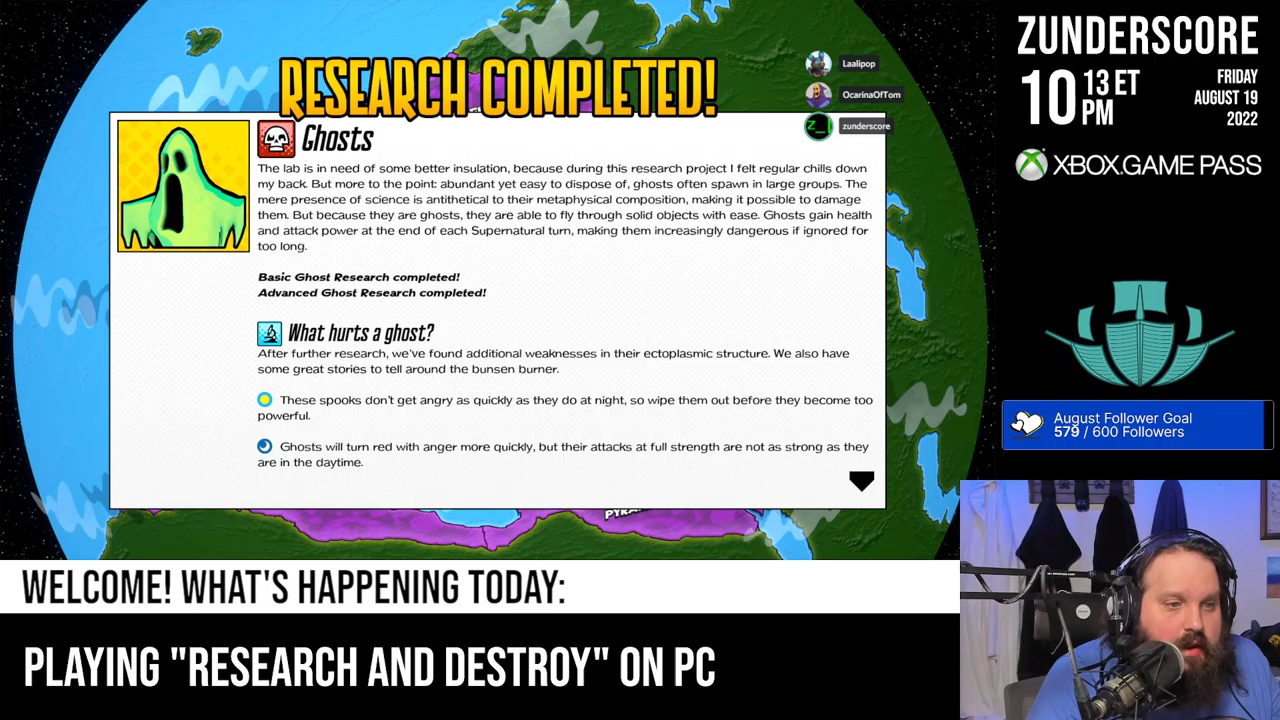 RESEARCH COMPLETED!
Laalipop
OcarinaOfTom
zunderscore
Ghosts
The lab is in need of some better insulation, because during this research project I felt regular chills down
my back. But more to the point: abundant yet easy to dispose of, ghosts often spawn in large groups. The
mere presence of science is antithetical to their metaphysical composition, making it possible to damage
them. But because they are ghosts, they are able to fly through solid objects with ease. Ghosts gain health
and attack power at the end of each Supernatural turn, making them increasingly dangerous if ignored for
too long.
Basic Ghost Research completed!
Advanced Ghost Research completed!
What hurts a ghost?
After further research, we've found additional weaknesses in their ectoplasmic structure. We also have
some great stories to tell around the bunsen burner.
These spooks don't get angry as quickly as they do at night, so wipe them out before they become too
powerful.
Ghosts will turn red with anger more quickly, but their attacks at full strength are not as strong as they
are in the daytime.
ZUNDERSCORE
10 13 ET
PM
FRIDAY
AUGUST 19
2022
XBOX GAME PASS
August Follower Goal
579 / 600 Followers
WELCOME! WHAT'S HAPPENING TODAY:
PLAYING "RESEARCH AND DESTROY" ON PC